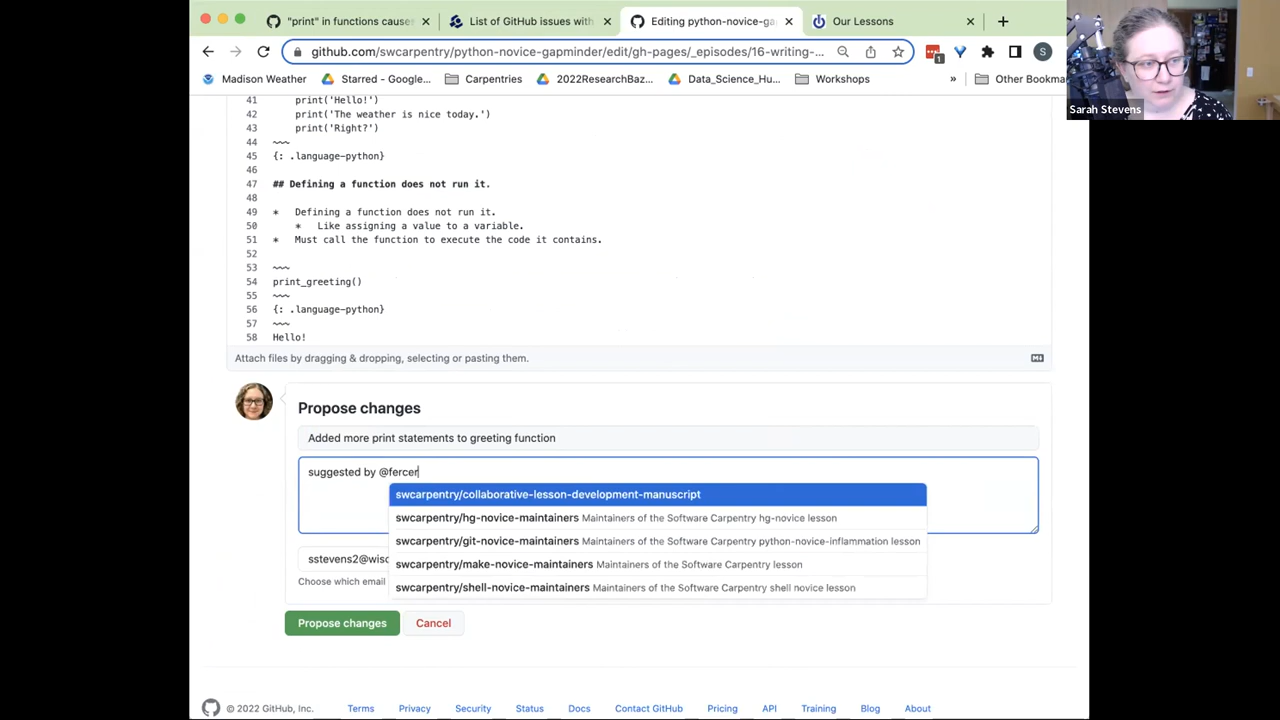 "print" in functions cause
List of GitHub issues with
Editing python-novice-ga
Our Lessons
github.com/swcarpentry/python-novice-gapminder/edit/gh-pages/_episodes/16-writing-...
1
S
Madison Weather
Starred - Google...
Carpentries
2022ResearchBaz...
Data_Science_Hu...
Workshops
»
Other Bookma
Sarah Stevens
41 print('Hello!')
42 print('The weather is nice today.')
43 print('Right?')
44 ~~~
45 {: .language-python}
46
47 ## Defining a function does not run it.
48
49 * Defining a function does not run it.
50 * Like assigning a value to a variable.
51 * Must call the function to execute the code it contains.
52
53 ~~~
54 print_greeting()
55 ~~~
56 {: .language-python}
57 ~~~
58 Hello!
Attach files by dragging & dropping, selecting or pasting them.
Propose changes
Added more print statements to greeting function
suggested by @fercer
swcarpentry/collaborative-lesson-development-manuscript
swcarpentry/hg-novice-maintainers Maintainers of the Software Carpentry hg-novice lesson
swcarpentry/git-novice-maintainers Maintainers of the Software Carpentry python-novice-inflammation lesson
swcarpentry/make-novice-maintainers Maintainers of the Software Carpentry lesson
swcarpentry/shell-novice-maintainers Maintainers of the Software Carpentry shell novice lesson
sstevens2@wisc
Choose which email
Propose changes
Cancel
© 2022 GitHub, Inc.
Terms
Privacy
Security
Status
Docs
Contact GitHub
Pricing
API
Training
Blog
About